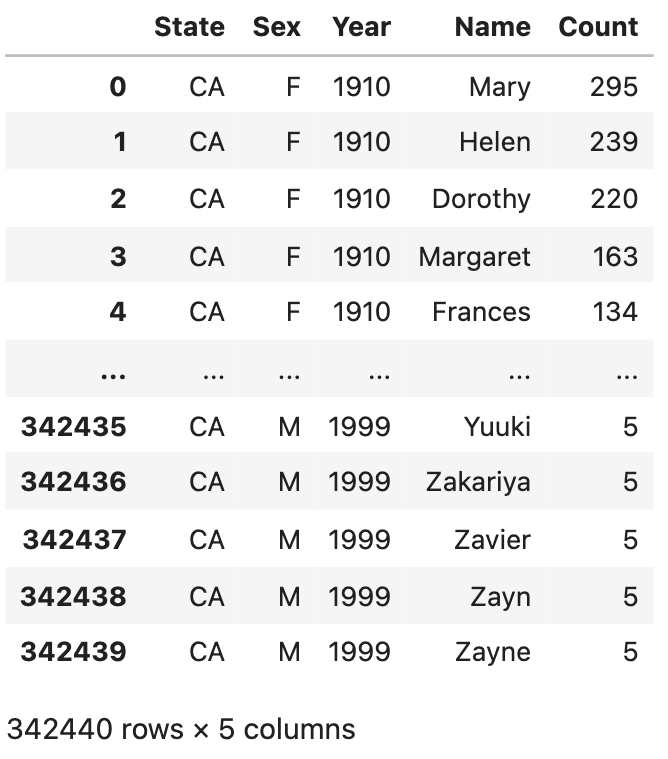 State Sex Year Name Count
0 CA F 1910 Mary 295
1 CA F 1910 Helen 239
2 CA F 1910 Dorothy 220
3 CA F 1910 Margaret 163
4 CA F 1910 Frances 134
... ... ... ... ... ...
342435 CA M 1999 Yuuki 5
342436 CA M 1999 Zakariya 5
342437 CA M 1999 Zavier 5
342438 CA M 1999 Zayn 5
342439 CA M 1999 Zayne 5
342440 rows × 5 columns